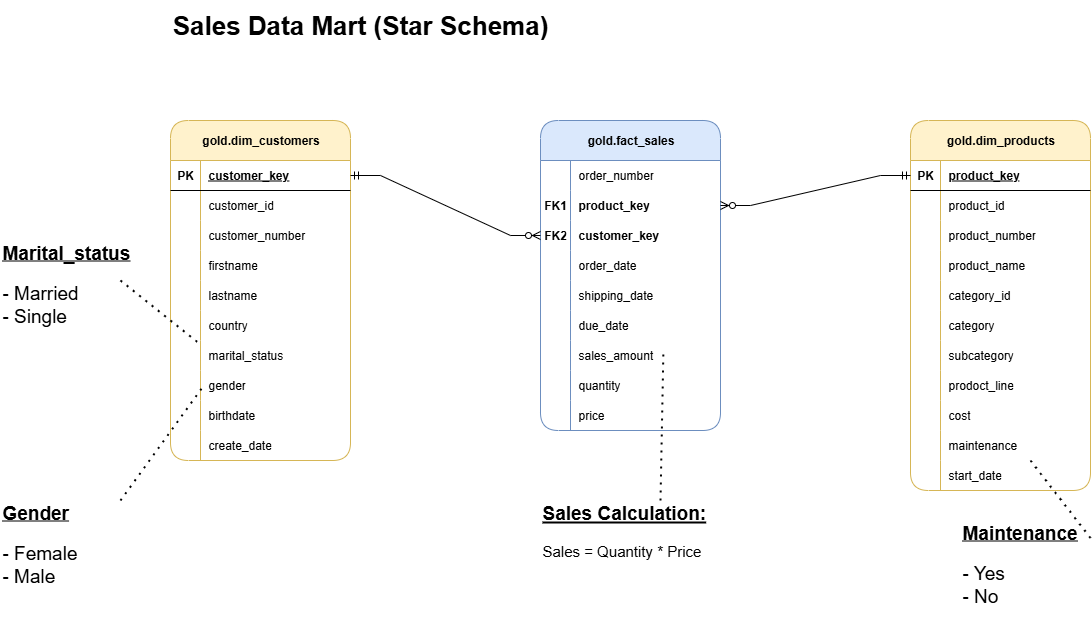 Sales Data Mart (Star Schema)
gold.dim_customers
PK customer_key
customer_id
customer_number
firstname
lastname
country
marital_status
gender
birthdate
create_date
gold.fact_sales
order_number
FK1 product_key
FK2 customer_key
order_date
shipping_date
due_date
sales_amount
quantity
price
gold.dim_products
PK product_key
product_id
product_number
product_name
category_id
category
subcategory
prodoct_line
cost
maintenance
start_date
Marital_status
- Married
- Single
Gender
- Female
- Male
Sales Calculation:
Sales = Quantity * Price
Maintenance
- Yes
- No